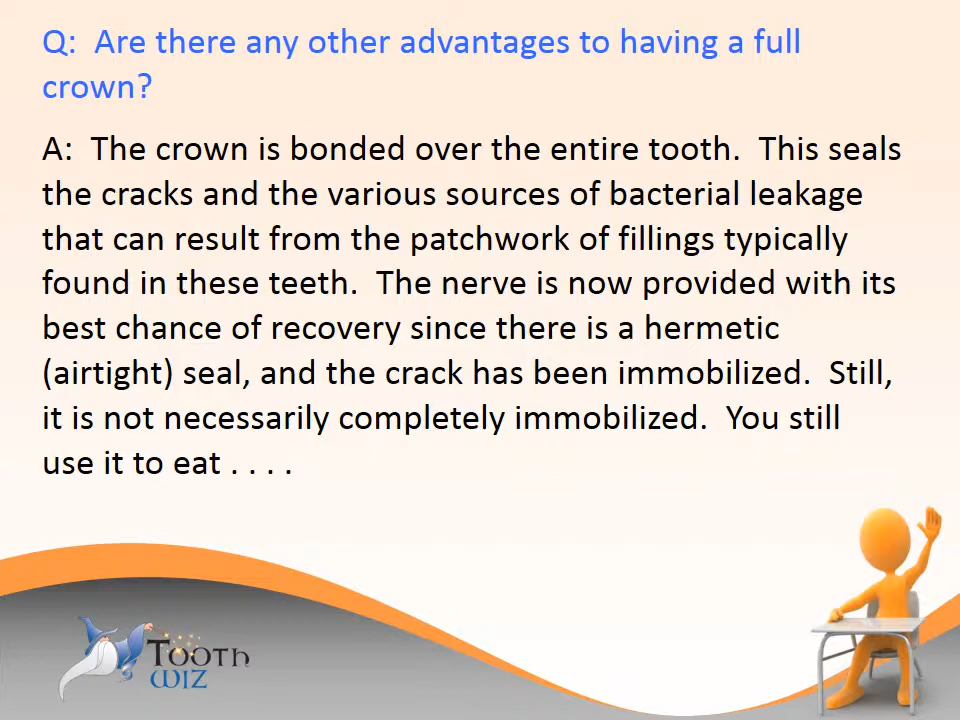 Q:  Are there any other advantages to having a full
crown?
A:  The crown is bonded over the entire tooth.  This seals
the cracks and the various sources of bacterial leakage
that can result from the patchwork of fillings typically
found in these teeth.  The nerve is now provided with its
best chance of recovery since there is a hermetic
(airtight) seal, and the crack has been immobilized.  Still,
it is not necessarily completely immobilized.  You still
use it to eat . . . .
Tooth
WIZ